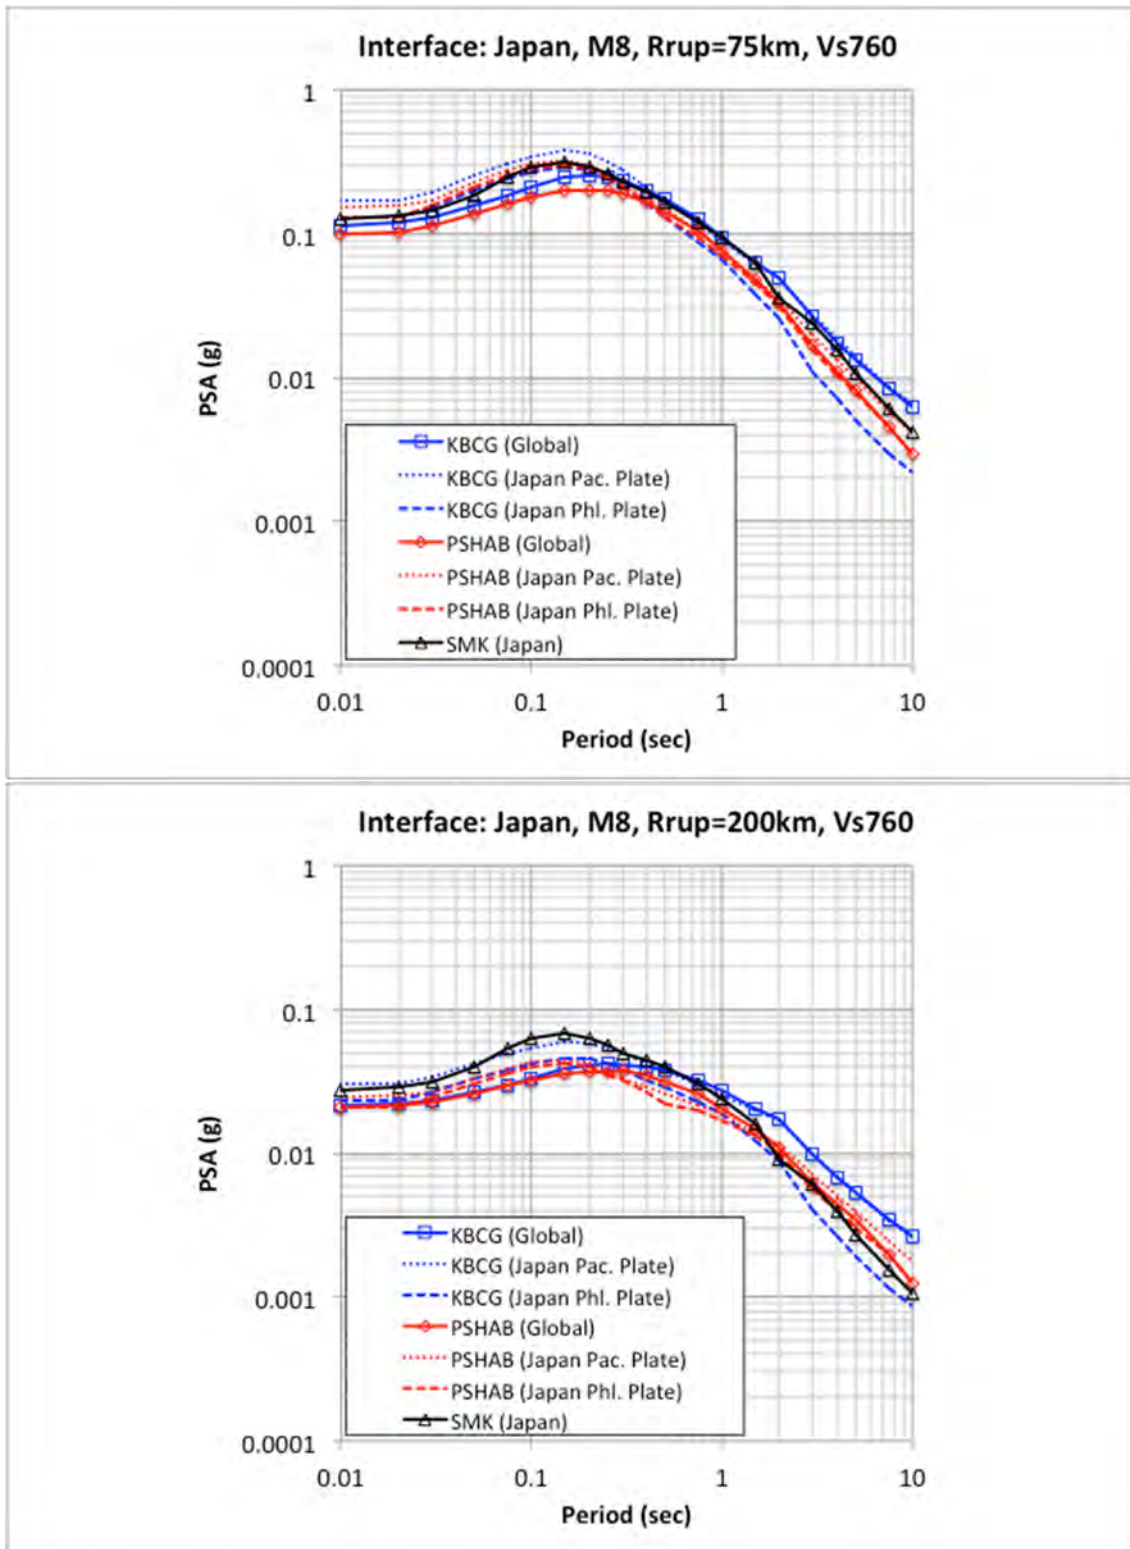 Interface: Japan, M8, Rrup=75km, Vs760
1
0.1
0.01
0.001
0.0001
PSA (g)
KBCG (Global)
KBCG (Japan Pac. Plate)
KBCG (Japan Phl. Plate)
PSHAB (Global)
PSHAB (Japan Pac. Plate)
PSHAB (Japan Phl. Plate)
SMK (Japan)
0.01 0.1 1 10
Period (sec)
Interface: Japan, M8, Rrup=200km, Vs760
1
0.1
0.01
0.001
0.0001
PSA (g)
KBCG (Global)
KBCG (Japan Pac. Plate)
KBCG (Japan Phl. Plate)
PSHAB (Global)
PSHAB (Japan Pac. Plate)
PSHAB (Japan Phl. Plate)
SMK (Japan)
0.01 0.1 1 10
Period (sec)